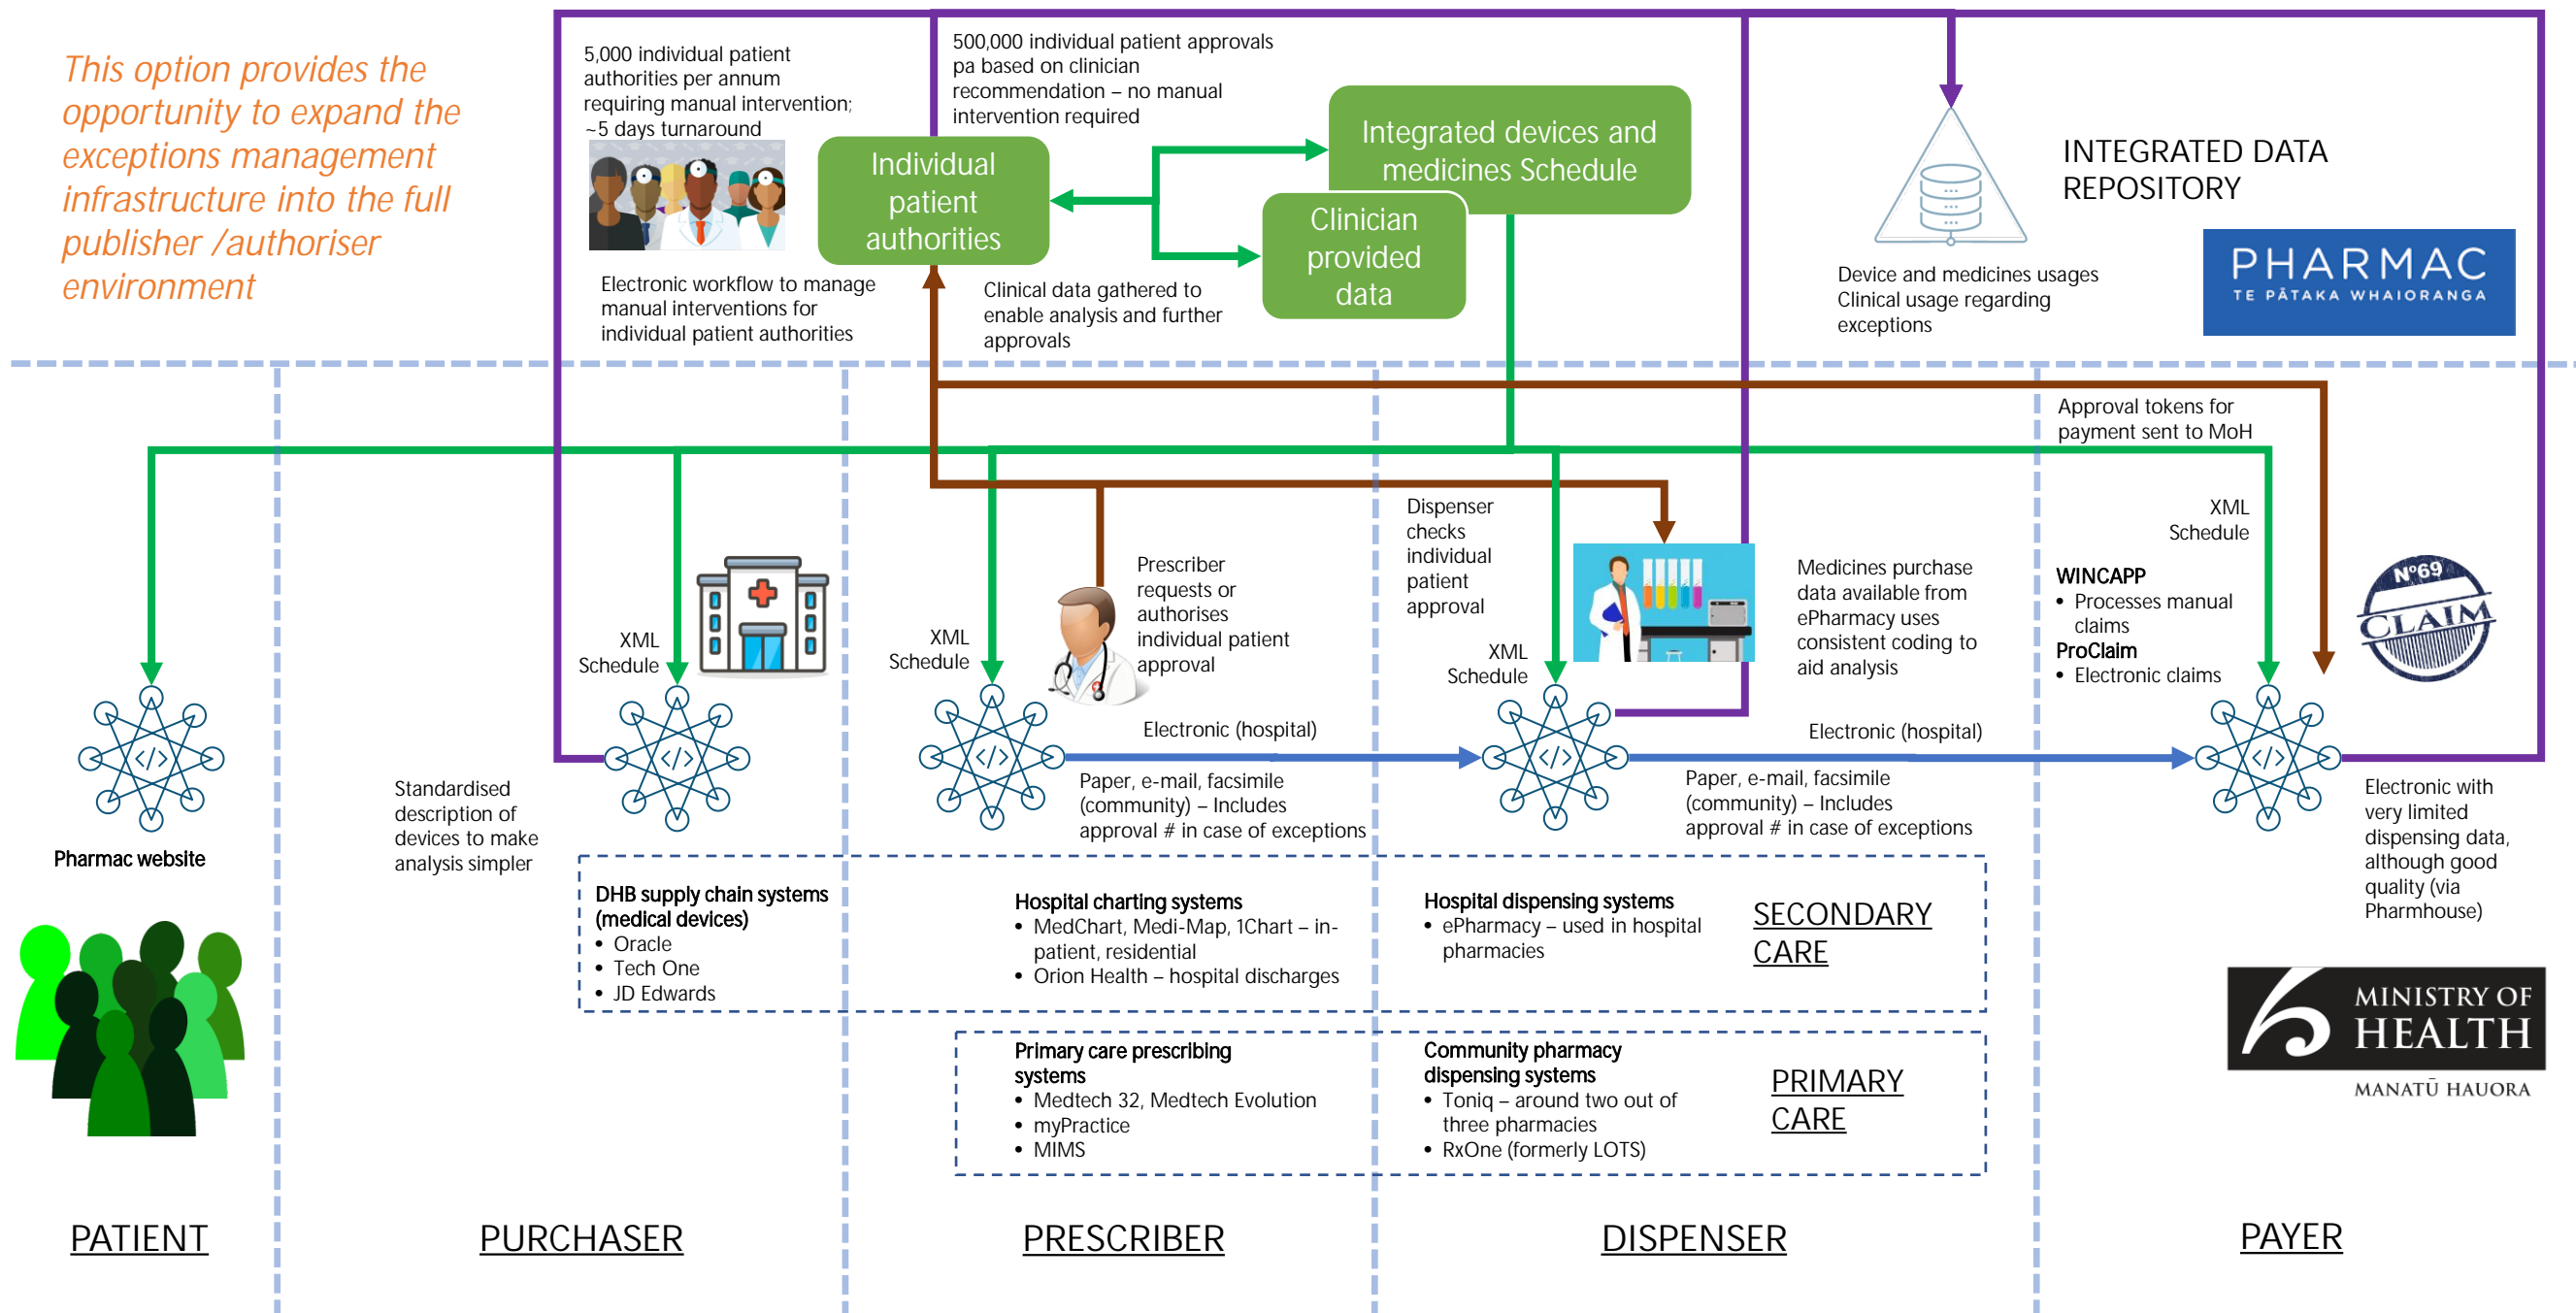 This option provides the
opportunity to expand the
exceptions management
infrastructure into the full
publisher /authoriser
environment
5,000 individual patient
authorities per annum
requiring manual intervention;
~5 days turnaround
500,000 individual patient approvals
pa based on clinician
recommendation – no manual
intervention required
Individual
patient
authorities
Integrated devices and
medicines Schedule
Clinician
provided
data
Electronic workflow to manage
manual interventions for
individual patient authorities
Clinical data gathered to
enable analysis and further
approvals
INTEGRATED DATA
REPOSITORY
Device and medicines usages
Clinical usage regarding
exceptions
PHARMAC
TE PĀTAKA WHAIORANGA
Approval tokens for
payment sent to MoH
XML
Schedule
XML
Schedule
Prescriber
requests or
authorises
individual patient
approval
Dispenser
checks
individual
patient
approval
XML
Schedule
Medicines purchase
data available from
ePharmacy uses
consistent coding to
aid analysis
XML
Schedule
WINCAPP
• Processes manual
claims
ProClaim
• Electronic claims
Nº69
CLAIM
</>
</>
</>
</>
</>
Pharmac website
Standardised
description of
devices to make
analysis simpler
Electronic (hospital)
Paper, e-mail, facsimile
(community) – Includes
approval # in case of exceptions
Electronic (hospital)
Paper, e-mail, facsimile
(community) – Includes
approval # in case of exceptions
Electronic with
very limited
dispensing data,
although good
quality (via
Pharmhouse)
DHB supply chain systems
(medical devices)
• Oracle
• Tech One
• JD Edwards
Hospital charting systems
• MedChart, Medi-Map, 1Chart – in-
patient, residential
• Orion Health – hospital discharges
Hospital dispensing systems
• ePharmacy – used in hospital
pharmacies
SECONDARY
CARE
Primary care prescribing
systems
• Medtech 32, Medtech Evolution
• myPractice
• MIMS
Community pharmacy
dispensing systems
• Toniq – around two out of
three pharmacies
• RxOne (formerly LOTS)
PRIMARY
CARE
MINISTRY OF
HEALTH
MANATŪ HAUORA
PATIENT
PURCHASER
PRESCRIBER
DISPENSER
PAYER